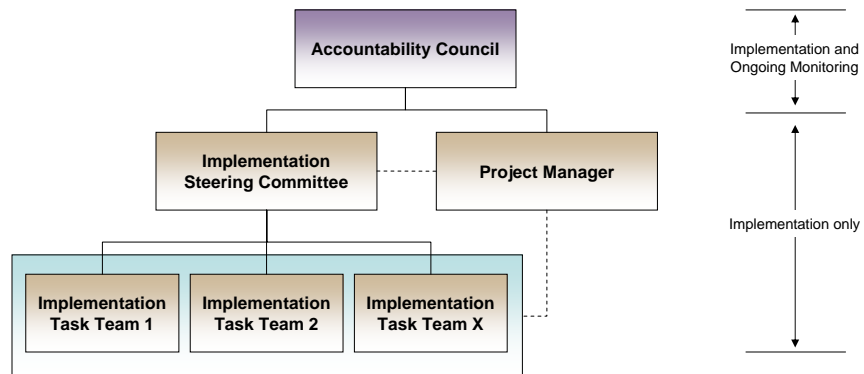 Accountability Council
Implementation and
Ongoing Monitoring
Implementation
Steering Committee
Project Manager
Implementation only
Implementation
Task Team 1
Implementation
Task Team 2
Implementation
Task Team X